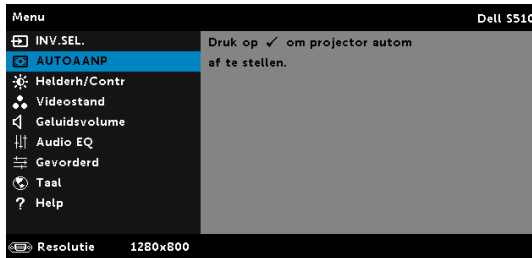 Menu Dell S510
INV.SEL.
AUTOAANP
Helderh/Contr
Videostand
Geluidsvolume
Audio EQ
Gevorderd
Taal
? Help
Druk op ✓ om projector autom
af te stellen.
Resolutie 1280x800